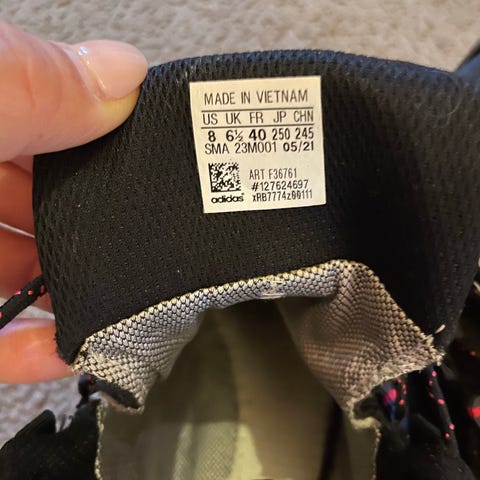 MADE IN VIETNAM
US UK FR JP CHN
8 6½ 40 250 245
SMA 23M001 05/21
ART F36761
#127624697
adidas xRB7774z00111